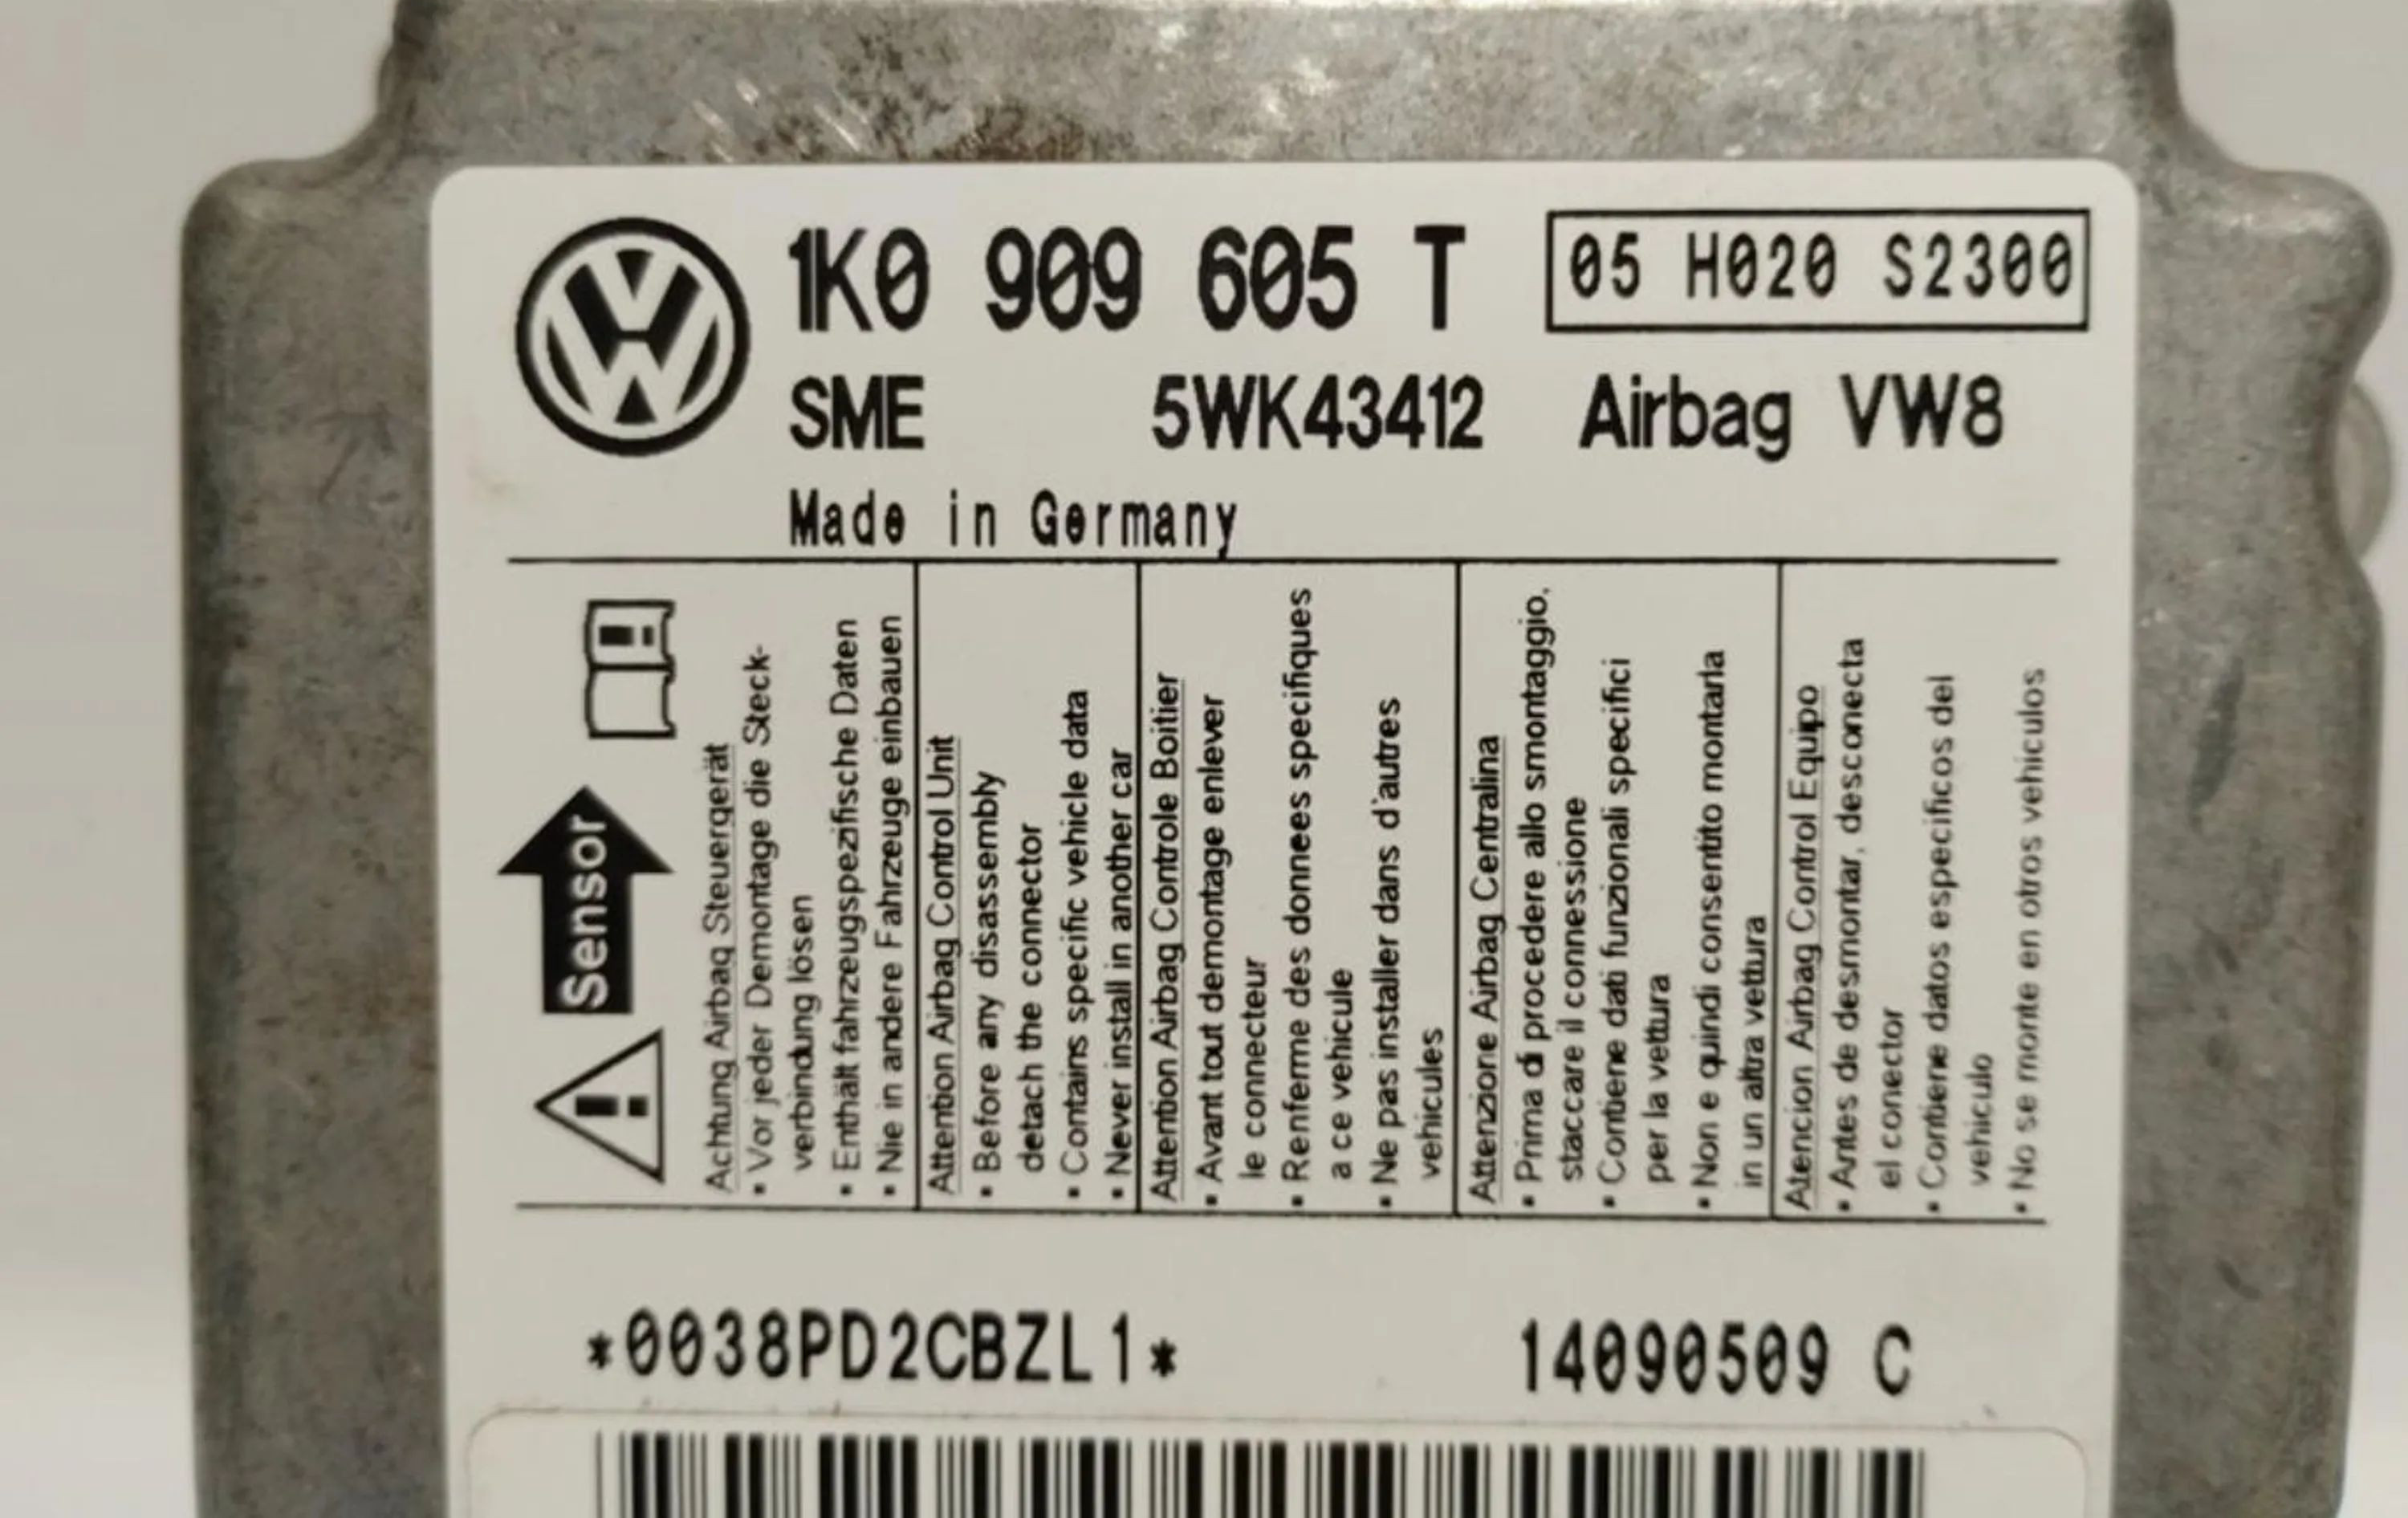 1K0 909 605 T
05 H020 S2300
SME 5WK43412 Airbag VW8
Made in Germany
Sensor
Achtung Airbag Steuergerät
• Vor jeder Demontage die Steck-
verbindung lösen
• Enthält fahrzeugspezifische Daten
• Nie in andere Fahrzeuge einbauen
Attention Airbag Control Unit
• Before any disassembly
detach the connector
• Contains specific vehicle data
• Never install in another car
Attention Airbag Controle Boitier
• Avant tout demontage enlever
le connecteur
• Renferme des donnees specifiques
a ce vehicule
• Ne pas installer dans d'autres
vehicules
Attenzione Airbag Centralina
• Prima di procedere allo smontaggio,
staccare il connessione
• Contiene dati funzionali specifici
per la vettura
• Non e quindi consentito montarla
in un altra vettura
Atencion Airbag Control Equipo
• Antes de desmontar, desconecta
el conector
• Contiene datos especificos del
vehiculo
• No se monte en otros vehiculos
*0038PD2CBZL1*
14090509 C